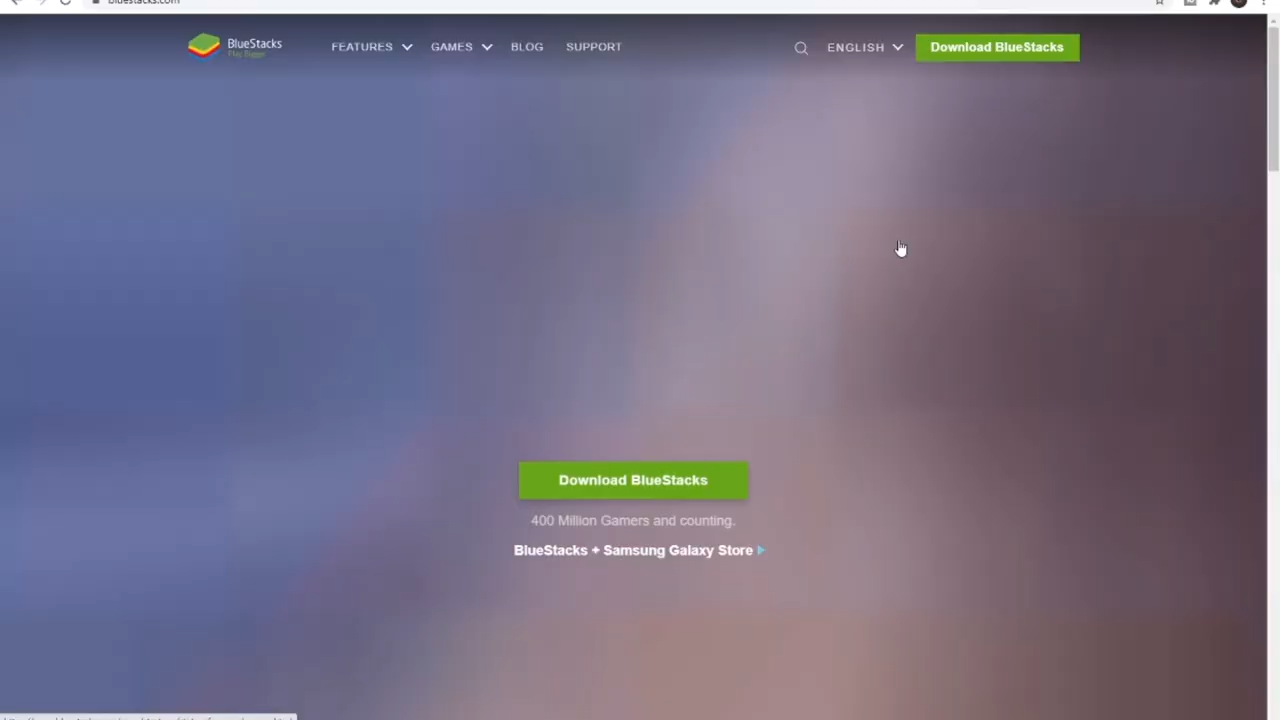 bluestacks.com
BlueStacks
Play Bigger
FEATURES
GAMES
BLOG
SUPPORT
ENGLISH
Download BlueStacks
Download BlueStacks
400 Million Gamers and counting.
BlueStacks + Samsung Galaxy Store